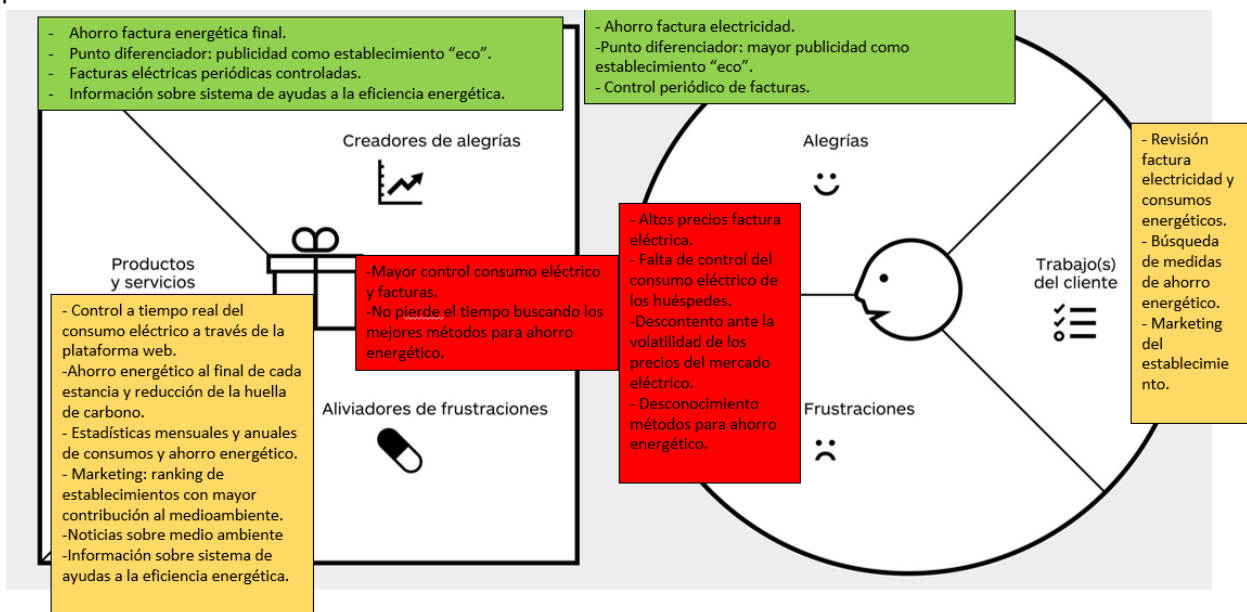 - Ahorro factura energética final.
- Punto diferenciador: publicidad como establecimiento “eco”.
- Facturas eléctricas periódicas controladas.
- Información sobre sistema de ayudas a la eficiencia energética.
Creadores de alegrías
Productos
y servicios
-Mayor control consumo eléctrico
y facturas.
-No pierde el tiempo buscando los
mejores métodos para ahorro
energético.
- Control a tiempo real del
consumo eléctrico a través de la
plataforma web.
-Ahorro energético al final de cada
estancia y reducción de la huella
de carbono.
- Estadísticas mensuales y anuales
de consumos y ahorro energético.
- Marketing: ranking de
establecimientos con mayor
contribución al medioambiente.
-Noticias sobre medio ambiente
-Información sobre sistema de
ayudas a la eficiencia energética.
Aliviadores de frustraciones
- Ahorro factura electricidad.
-Punto diferenciador: mayor publicidad como
establecimiento “eco”.
- Control periódico de facturas.
Alegrías
- Altos precios factura
eléctrica.
- Falta de control del
consumo eléctrico de
los huéspedes.
-Descontento ante la
volatilidad de los
precios del mercado
eléctrico.
- Desconocimiento
métodos para ahorro
energético.
Frustraciones
Trabajo(s)
del cliente
- Revisión
factura
electricidad y
consumos
energéticos.
- Búsqueda
de medidas
de ahorro
energético.
- Marketing
del
establecimie
nto.